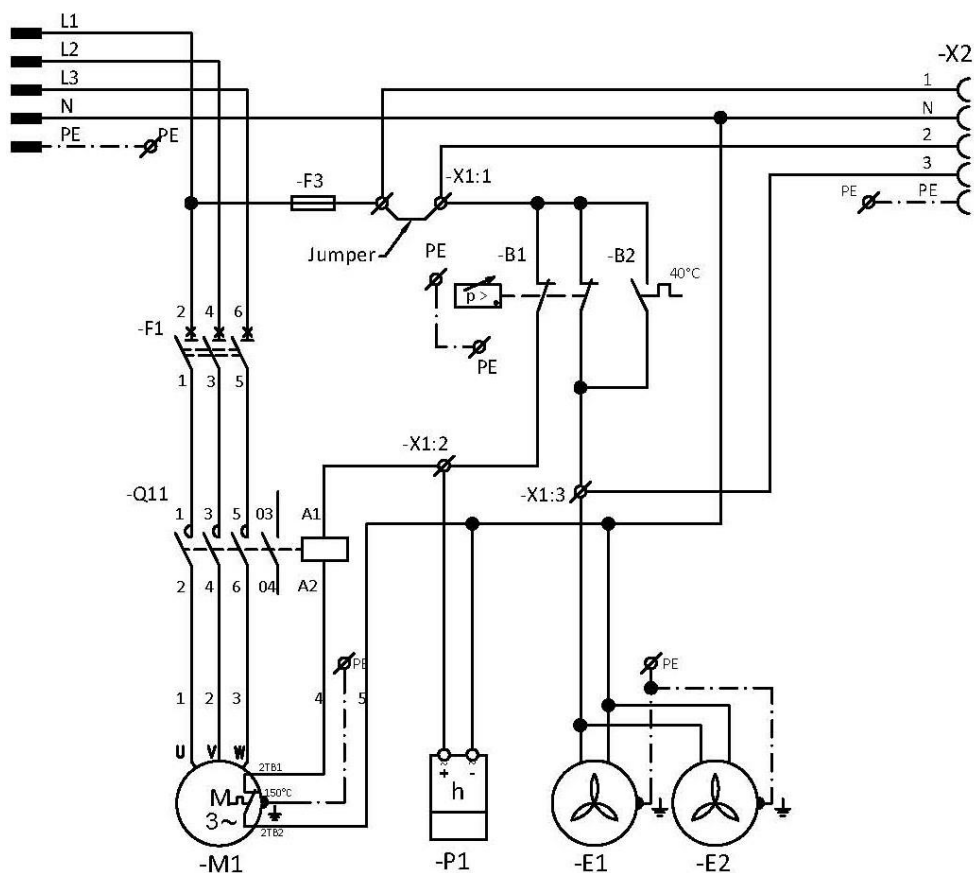 L1
L2
L3
N
PE
PE
-X2
1
N
2
3
PE
PE
-F3
-X1:1
Jumper
PE
-B1
-B2
40°C
p >
PE
2 4 6
-F1
1 3 5
-X1:2
-X1:3
-Q11
1 3 5 03 A1
2 4 6 04 A2
PE
PE
1 2 3 4 5
U V W
2TB1
M
150°C
3~
2TB2
~ ~
+ -
h
-M1
-P1
-E1
-E2